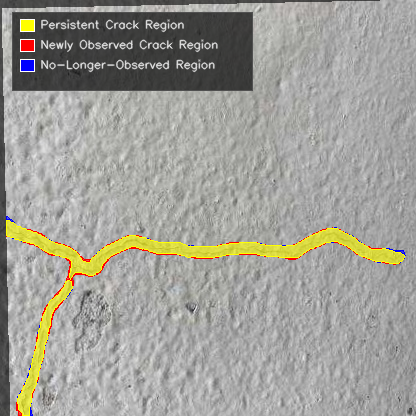 Persistent Crack Region
Newly Observed Crack Region
No-Longer-Observed Region